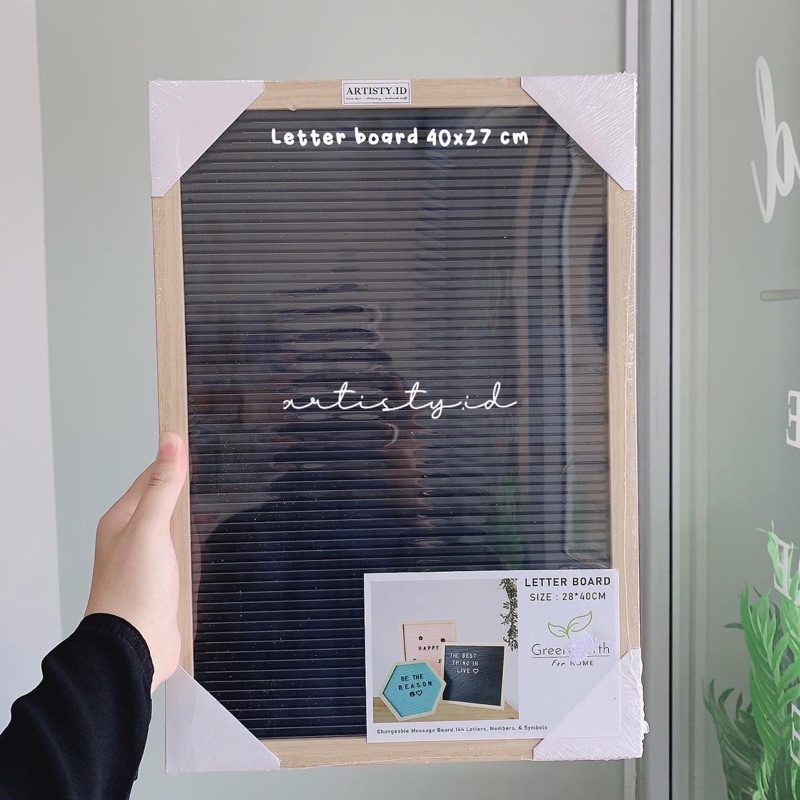 ARTISTY.ID
Letter board 40x27 cm
artisty.id
LETTER BOARD
SIZE : 28*40CM
HAPPY
THE BEST
THING IN
LIVE
BE THE
R.E.A.S.O.N
For HOME
Changeable Message Board 144 Letters, Numbers, & Symbols